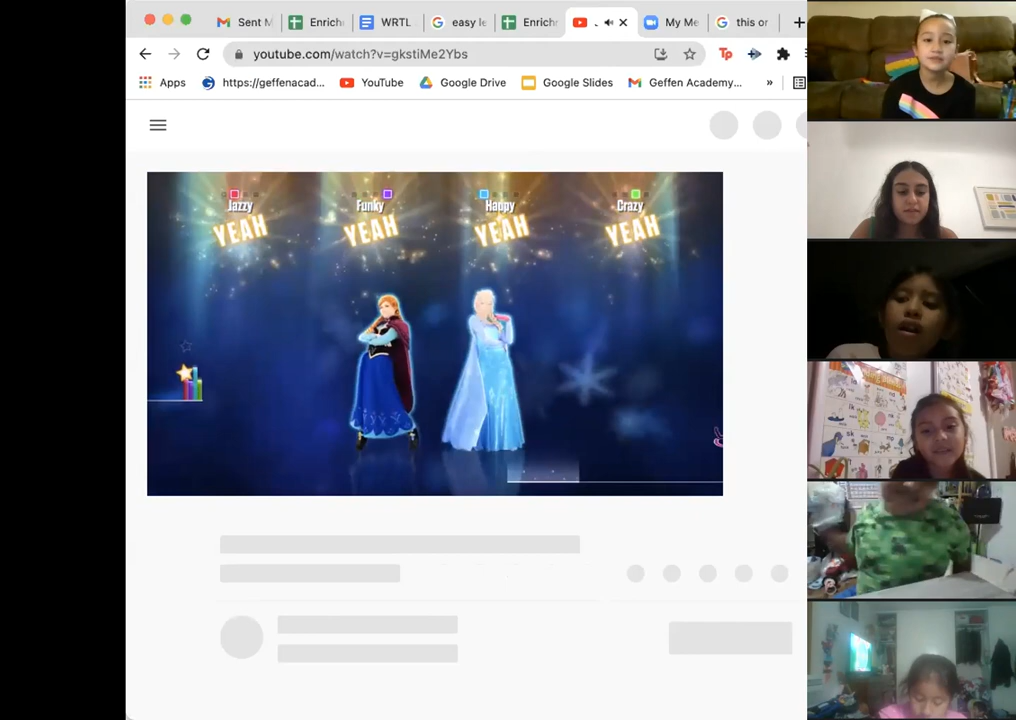 Sent M
Enrich
WRTL
easy le
Enrich
My Me
this or
youtube.com/watch?v=gkstiMe2Ybs
Apps
https://geffenacad...
YouTube
Google Drive
Google Slides
Geffen Academy...
»
Jazzy
Funky
Happy
Crazy
YEAH
YEAH
YEAH
YEAH